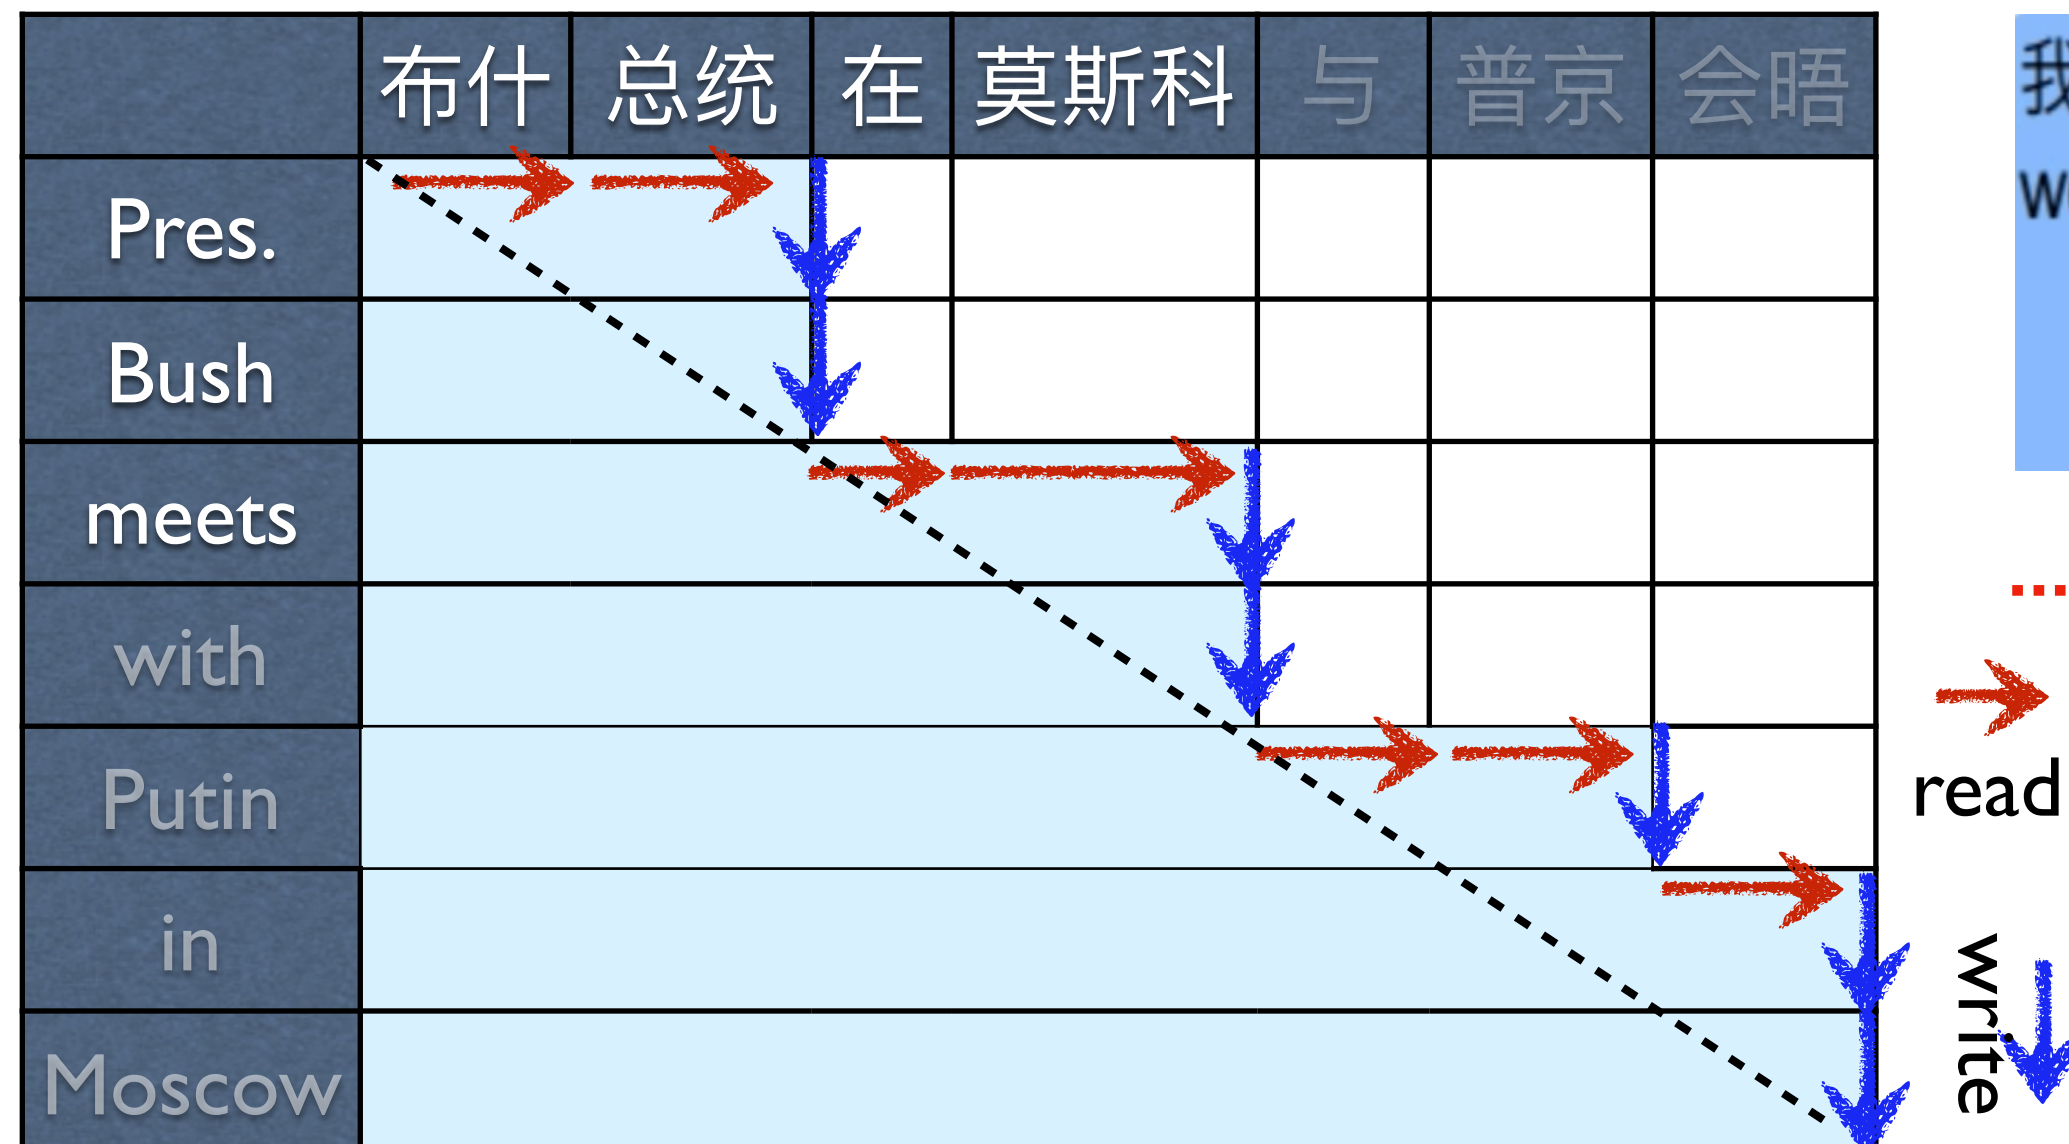 布什 总统 在 莫斯科 与 普京 会晤
Pres.
Bush
meets
with
Putin
in
Moscow
我
read
write